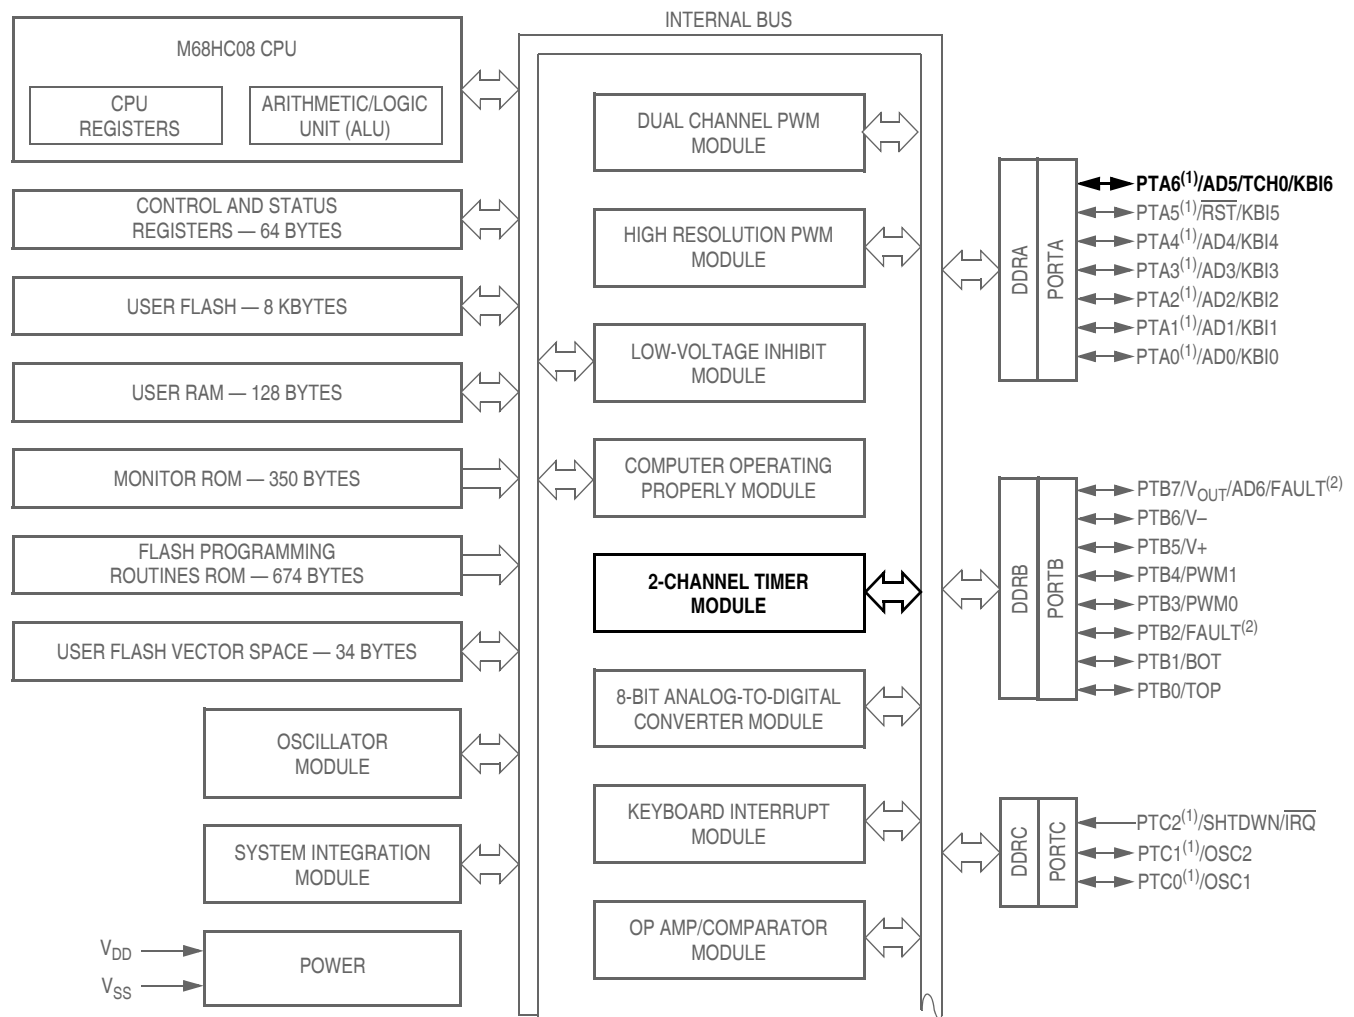 INTERNAL BUS
M68HC08 CPU
CPU
REGISTERS
ARITHMETIC/LOGIC
UNIT (ALU)
CONTROL AND STATUS
REGISTERS — 64 BYTES
USER FLASH — 8 KBYTES
USER RAM — 128 BYTES
MONITOR ROM — 350 BYTES
FLASH PROGRAMMING
ROUTINES ROM — 674 BYTES
USER FLASH VECTOR SPACE — 34 BYTES
OSCILLATOR
MODULE
SYSTEM INTEGRATION
MODULE
VDD
VSS
POWER
DUAL CHANNEL PWM
MODULE
HIGH RESOLUTION PWM
MODULE
LOW-VOLTAGE INHIBIT
MODULE
COMPUTER OPERATING
PROPERLY MODULE
2-CHANNEL TIMER
MODULE
8-BIT ANALOG-TO-DIGITAL
CONVERTER MODULE
KEYBOARD INTERRUPT
MODULE
OP AMP/COMPARATOR
MODULE
DDRA
PORTA
PTA6(1)/AD5/TCH0/KBI6
PTA5(1)/RST/KBI5
PTA4(1)/AD4/KBI4
PTA3(1)/AD3/KBI3
PTA2(1)/AD2/KBI2
PTA1(1)/AD1/KBI1
PTA0(1)/AD0/KBI0
DDRB
PORTB
PTB7/VOUT/AD6/FAULT(2)
PTB6/V–
PTB5/V+
PTB4/PWM1
PTB3/PWM0
PTB2/FAULT(2)
PTB1/BOT
PTB0/TOP
DDRC
PORTC
PTC2(1)/SHTDWN/IRQ
PTC1(1)/OSC2
PTC0(1)/OSC1